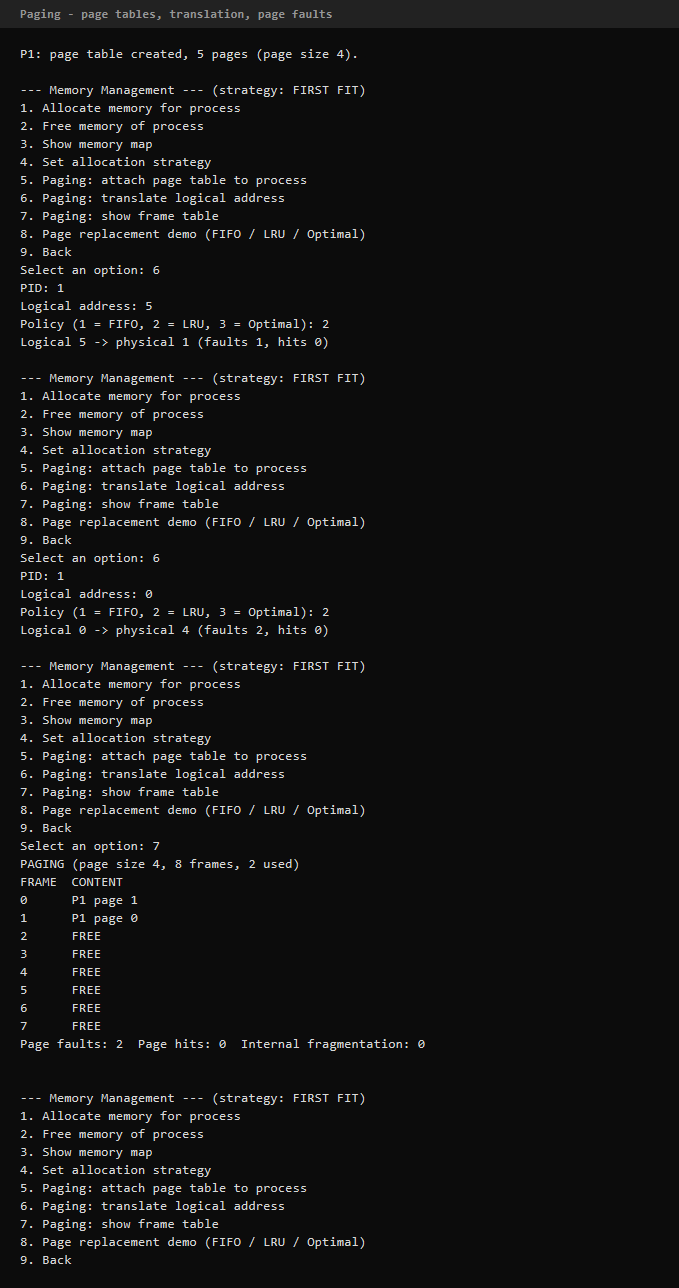 Paging - page tables, translation, page faults
P1: page table created, 5 pages (page size 4).
--- Memory Management --- (strategy: FIRST FIT)
1. Allocate memory for process
2. Free memory of process
3. Show memory map
4. Set allocation strategy
5. Paging: attach page table to process
6. Paging: translate logical address
7. Paging: show frame table
8. Page replacement demo (FIFO / LRU / Optimal)
9. Back
Select an option: 6
PID: 1
Logical address: 5
Policy (1 = FIFO, 2 = LRU, 3 = Optimal): 2
Logical 5 -> physical 1 (faults 1, hits 0)
--- Memory Management --- (strategy: FIRST FIT)
1. Allocate memory for process
2. Free memory of process
3. Show memory map
4. Set allocation strategy
5. Paging: attach page table to process
6. Paging: translate logical address
7. Paging: show frame table
8. Page replacement demo (FIFO / LRU / Optimal)
9. Back
Select an option: 6
PID: 1
Logical address: 0
Policy (1 = FIFO, 2 = LRU, 3 = Optimal): 2
Logical 0 -> physical 4 (faults 2, hits 0)
--- Memory Management --- (strategy: FIRST FIT)
1. Allocate memory for process
2. Free memory of process
3. Show memory map
4. Set allocation strategy
5. Paging: attach page table to process
6. Paging: translate logical address
7. Paging: show frame table
8. Page replacement demo (FIFO / LRU / Optimal)
9. Back
Select an option: 7
PAGING (page size 4, 8 frames, 2 used)
FRAME  CONTENT
0      P1 page 1
1      P1 page 0
2      FREE
3      FREE
4      FREE
5      FREE
6      FREE
7      FREE
Page faults: 2  Page hits: 0  Internal fragmentation: 0
--- Memory Management --- (strategy: FIRST FIT)
1. Allocate memory for process
2. Free memory of process
3. Show memory map
4. Set allocation strategy
5. Paging: attach page table to process
6. Paging: translate logical address
7. Paging: show frame table
8. Page replacement demo (FIFO / LRU / Optimal)
9. Back